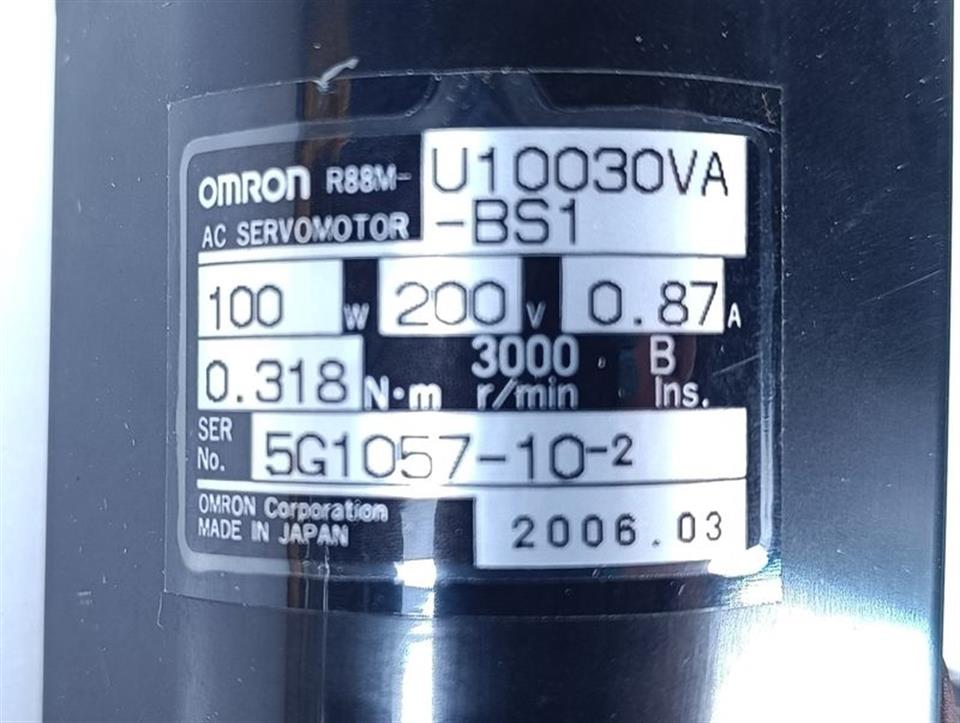 OMRON R88M- U10030VA
AC SERVOMOTOR -BS1
100 W 200 V 0.87 A
0.318 N·m 3000 r/min B Ins.
SER No. 5G1057-10-2
OMRON Corporation
MADE IN JAPAN 2006.03